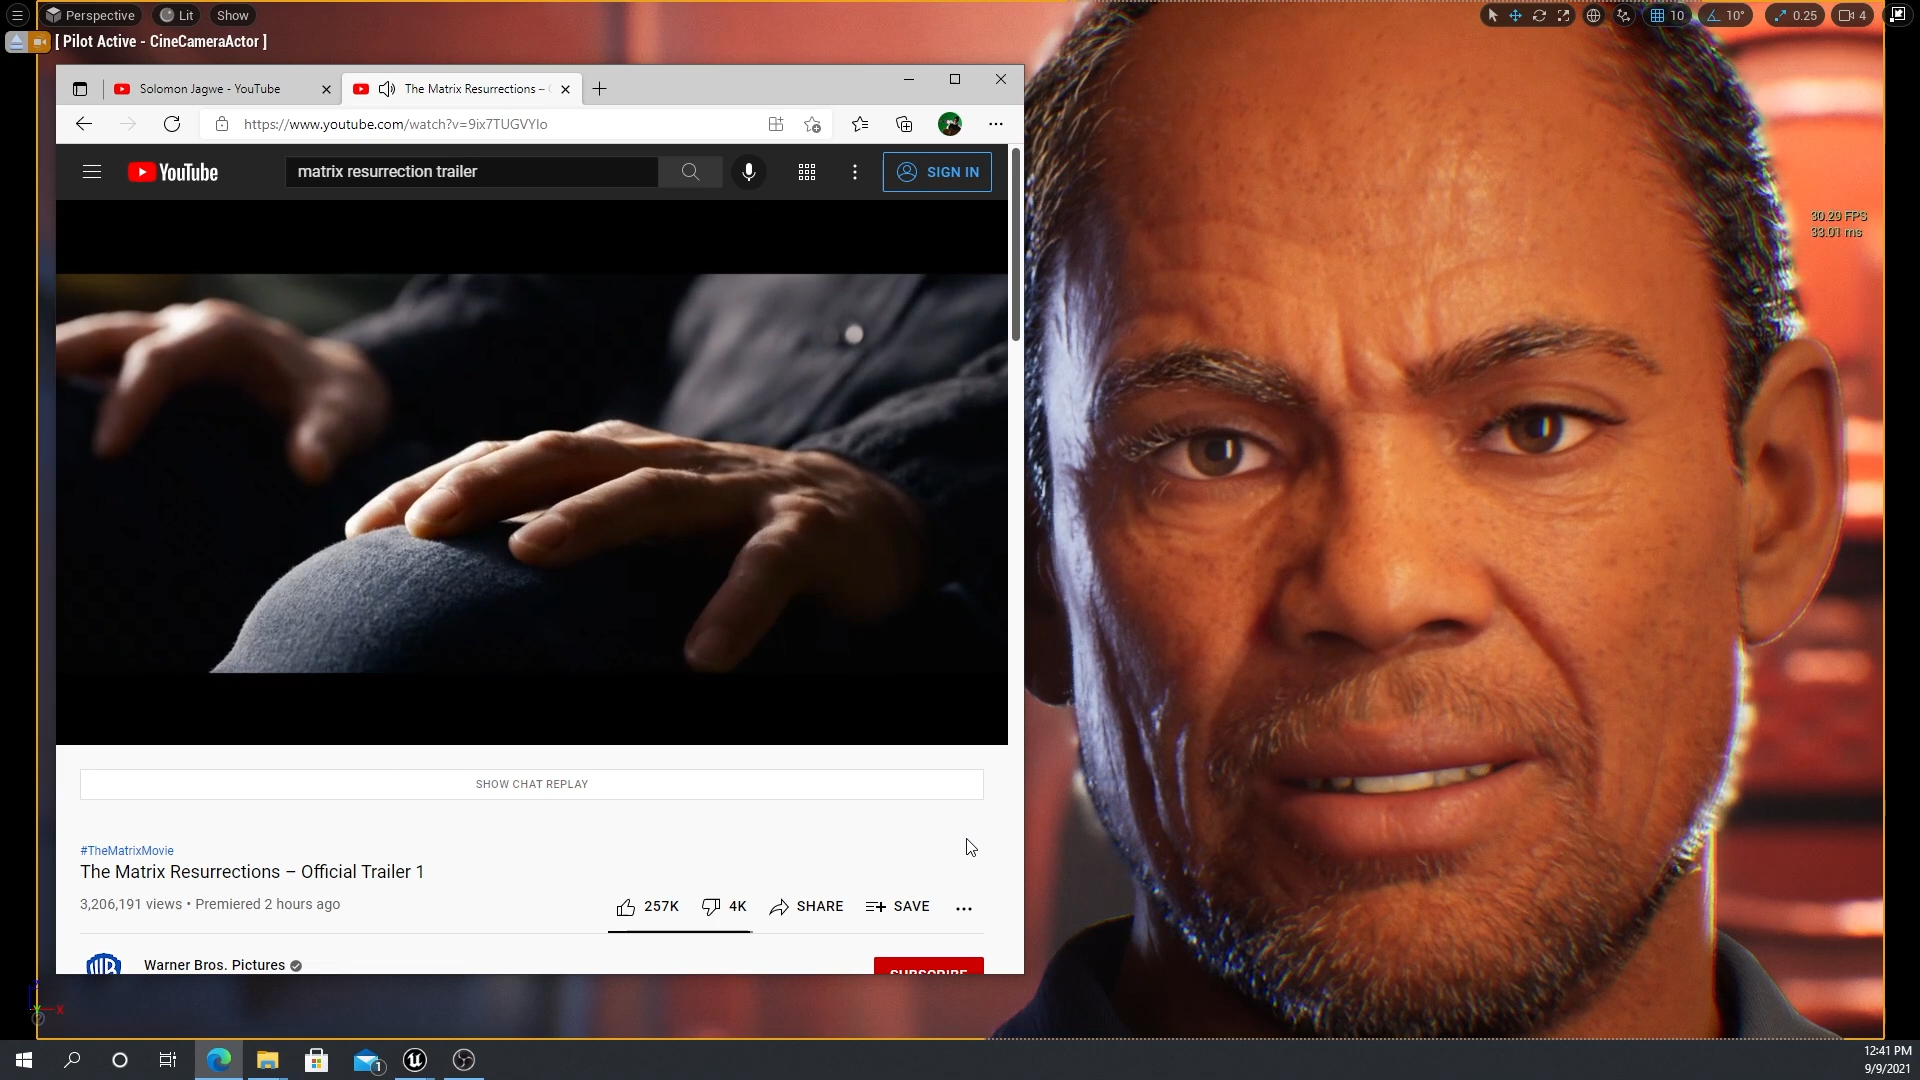 Perspective Lit Show
10 10° 0.25 4
[ Pilot Active - CineCameraActor ]
Solomon Jagwe - YouTube
The Matrix Resurrections –
https://www.youtube.com/watch?v=9ix7TUGVYIo
YouTube
matrix resurrection trailer
SIGN IN
30.29 FPS
33.01 ms
SHOW CHAT REPLAY
#TheMatrixMovie
The Matrix Resurrections – Official Trailer 1
3,206,191 views • Premiered 2 hours ago
257K 4K SHARE SAVE
WB
Warner Bros. Pictures
SUBSCRIBE
X
1
12:41 PM
9/9/2021